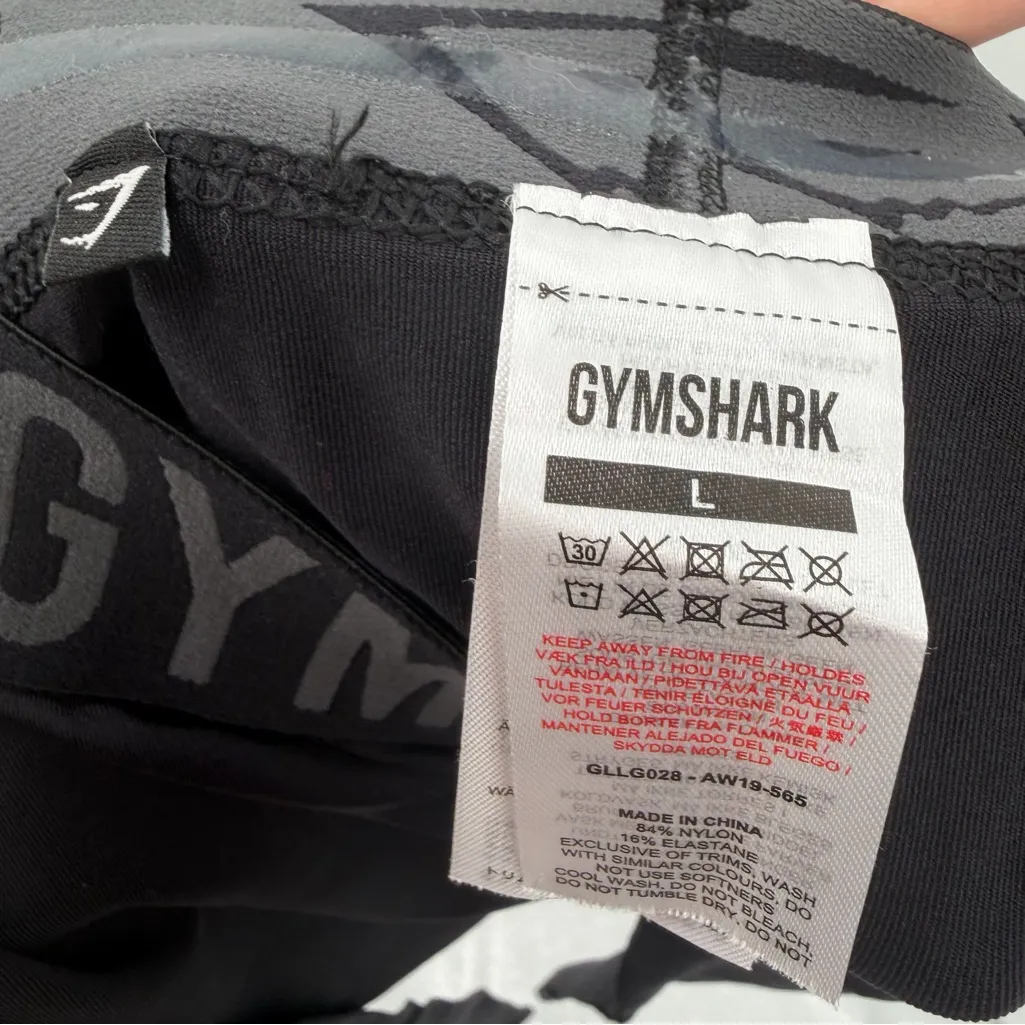 GYMSHARK
L
30
KEEP AWAY FROM FIRE / HOLDES
VÆK FRA ILD / HOU BIJ OPEN VUUR
VANDAAN / PIDETTÄVÄ ETÄÄLLÄ
TULESTA / TENIR ÉLOIGNÉ DU FEU /
VOR FEUER SCHÜTZEN / 火気厳禁 /
HOLD BORTE FRA FLAMMER /
MANTENER ALEJADO DEL FUEGO /
SKYDDA MOT ELD
GLLG028 - AW19-565
MADE IN CHINA
84% NYLON
16% ELASTANE
EXCLUSIVE OF TRIMS, WASH
WITH SIMILAR COLOURS, DO
NOT USE SOFTNERS, DO
COOL WASH, DO NOT BLEACH,
DO NOT TUMBLE DRY, DO NOT
GYM